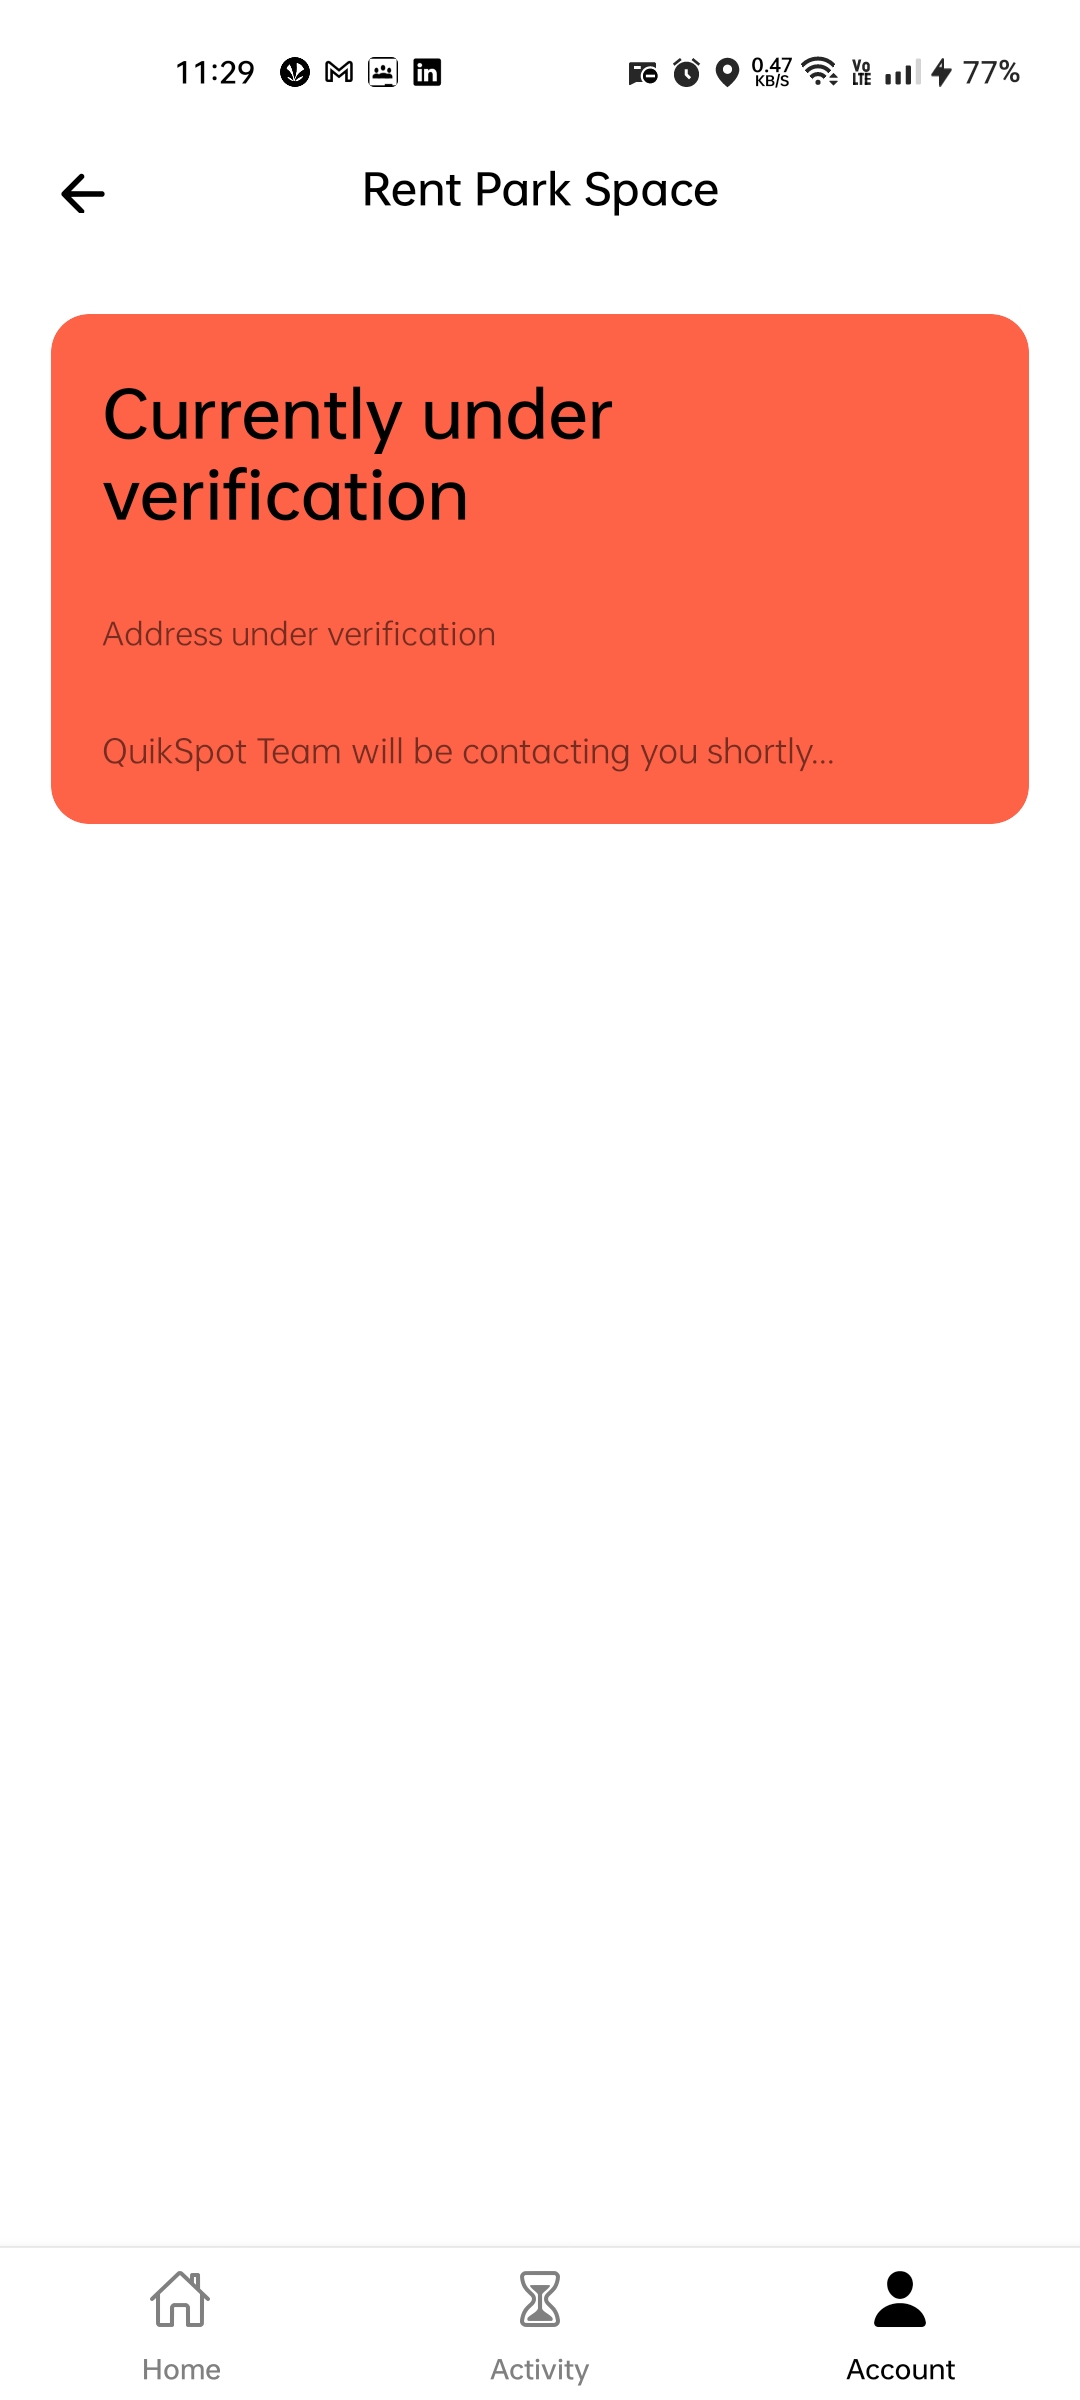 11:29
0.47
KB/S
Vo
LTE
77%
Rent Park Space
Currently under
verification
Address under verification
QuikSpot Team will be contacting you shortly...
Home
Activity
Account